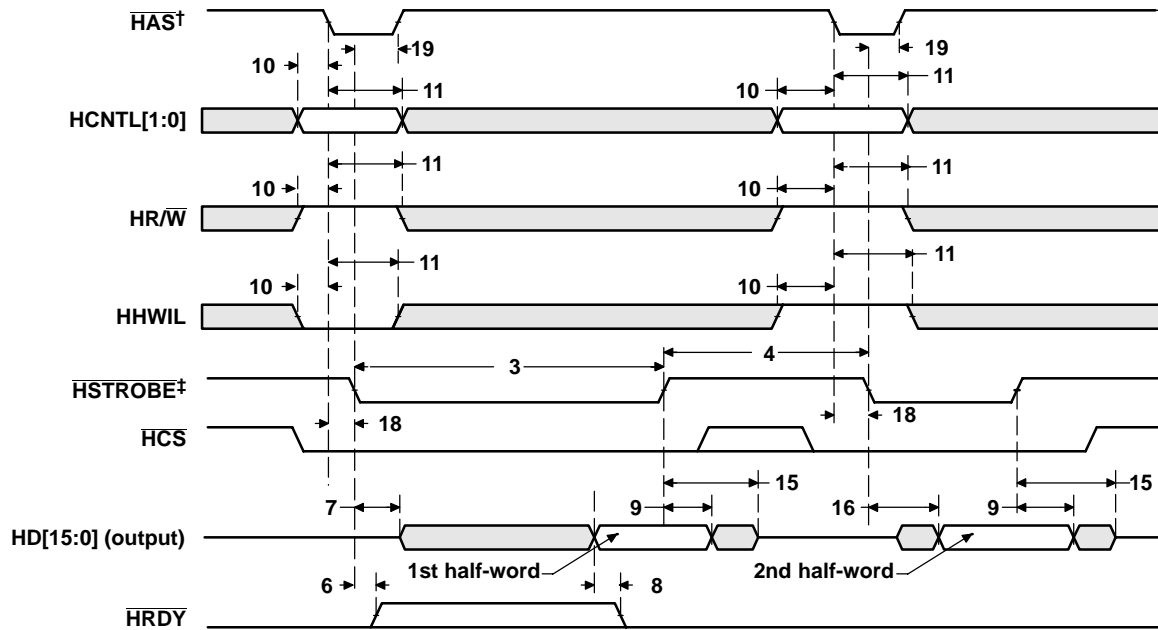 HAS†
19
19
10
11
10
11
HCNTL[1:0]
11
11
10
10
HR/W
11
11
10
10
HHWIL
3
4
HSTROBE‡
18
18
HCS
15
15
7
9
16
9
HD[15:0] (output)
1st half-word
2nd half-word
6
8
HRDY